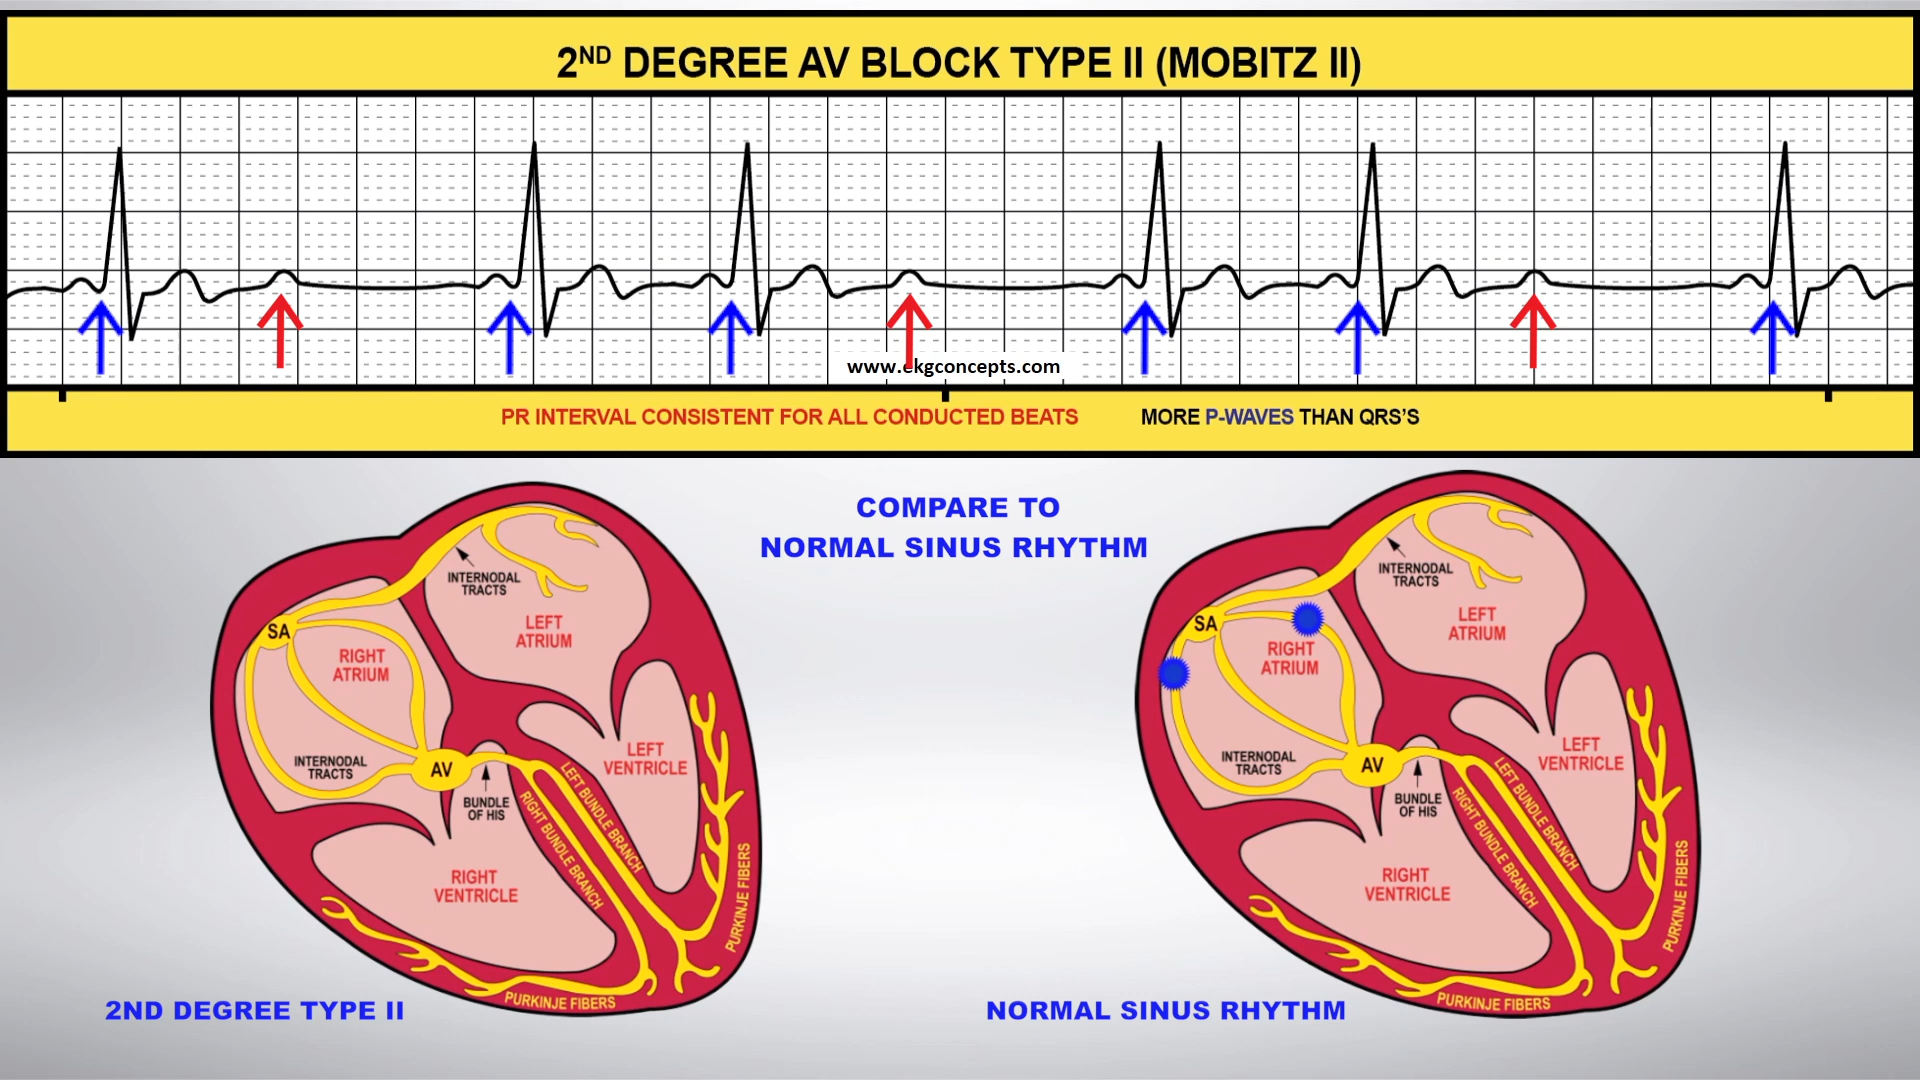 2ND DEGREE AV BLOCK TYPE II (MOBITZ II)
www.ekgconcepts.com
PR INTERVAL CONSISTENT FOR ALL CONDUCTED BEATS
MORE P-WAVES THAN QRS'S
COMPARE TO
NORMAL SINUS RHYTHM
INTERNODAL
TRACTS
LEFT
ATRIUM
SA
RIGHT
ATRIUM
LEFT
VENTRICLE
INTERNODAL
TRACTS
AV
BUNDLE
OF HIS
LEFT BUNDLE BRANCH
RIGHT BUNDLE BRANCH
RIGHT
VENTRICLE
PURKINJE FIBERS
PURKINJE FIBERS
2ND DEGREE TYPE II
INTERNODAL
TRACTS
LEFT
ATRIUM
SA
RIGHT
ATRIUM
LEFT
VENTRICLE
INTERNODAL
TRACTS
AV
BUNDLE
OF HIS
LEFT BUNDLE BRANCH
RIGHT BUNDLE BRANCH
RIGHT
VENTRICLE
PURKINJE FIBERS
PURKINJE FIBERS
NORMAL SINUS RHYTHM